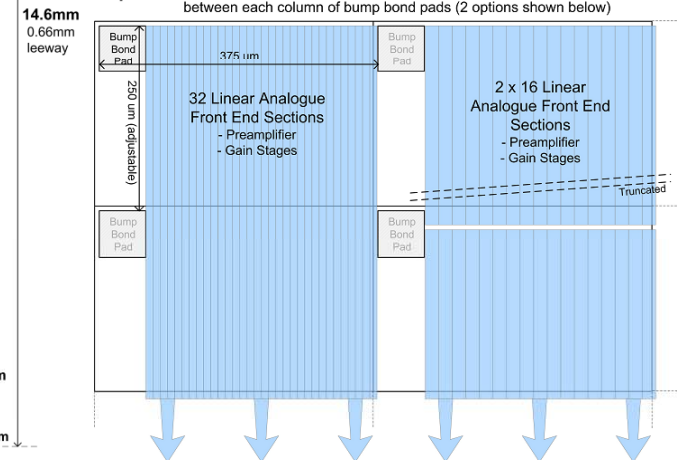 between each column of bump bond pads (2 options shown below)
14.6mm
0.66mm
leeway
Bump
Bond
Pad
Bump
Bond
Pad
375 um
250 um (adjustable)
32 Linear Analogue
Front End Sections
- Preamplifier
- Gain Stages
2 x 16 Linear
Analogue Front End
Sections
- Preamplifier
- Gain Stages
Truncated
Bump
Bond
Pad
Bump
Bond
Pad
m
m